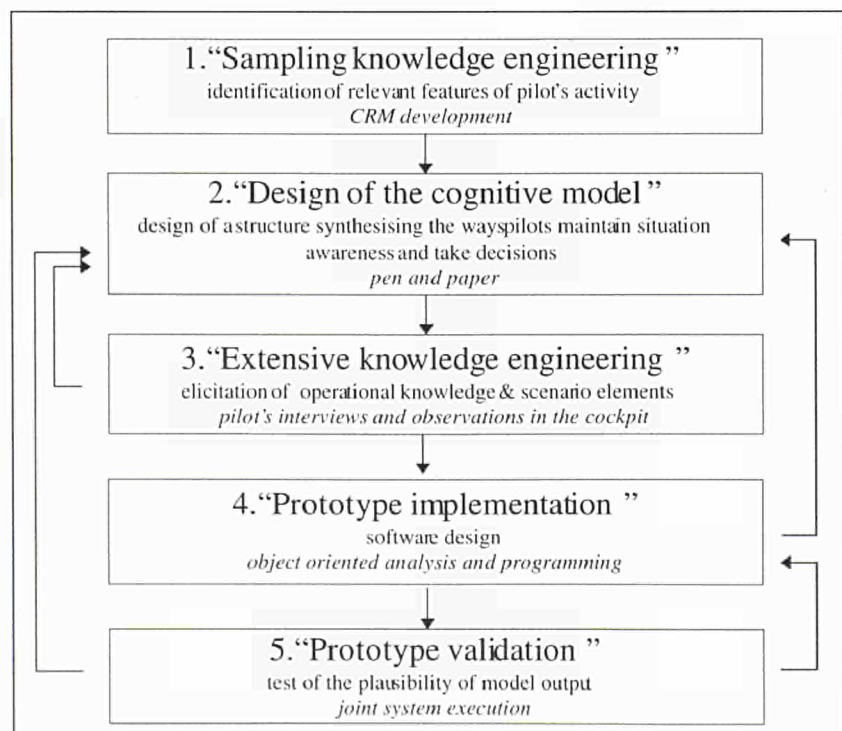 1.“Sampling knowledge engineering ”
identification of relevant features of pilot's activity
CRM development
2.“Design of the cognitive model ”
design of a structure synthesising the ways pilots maintain situation
awareness and take decisions
pen and paper
3.“Extensive knowledge engineering ”
elicitation of operational knowledge & scenario elements
pilot's interviews and observations in the cockpit
4.“Prototype implementation ”
software design
object oriented analysis and programming
5.“Prototype validation ”
test of the plausibility of model output
joint system execution